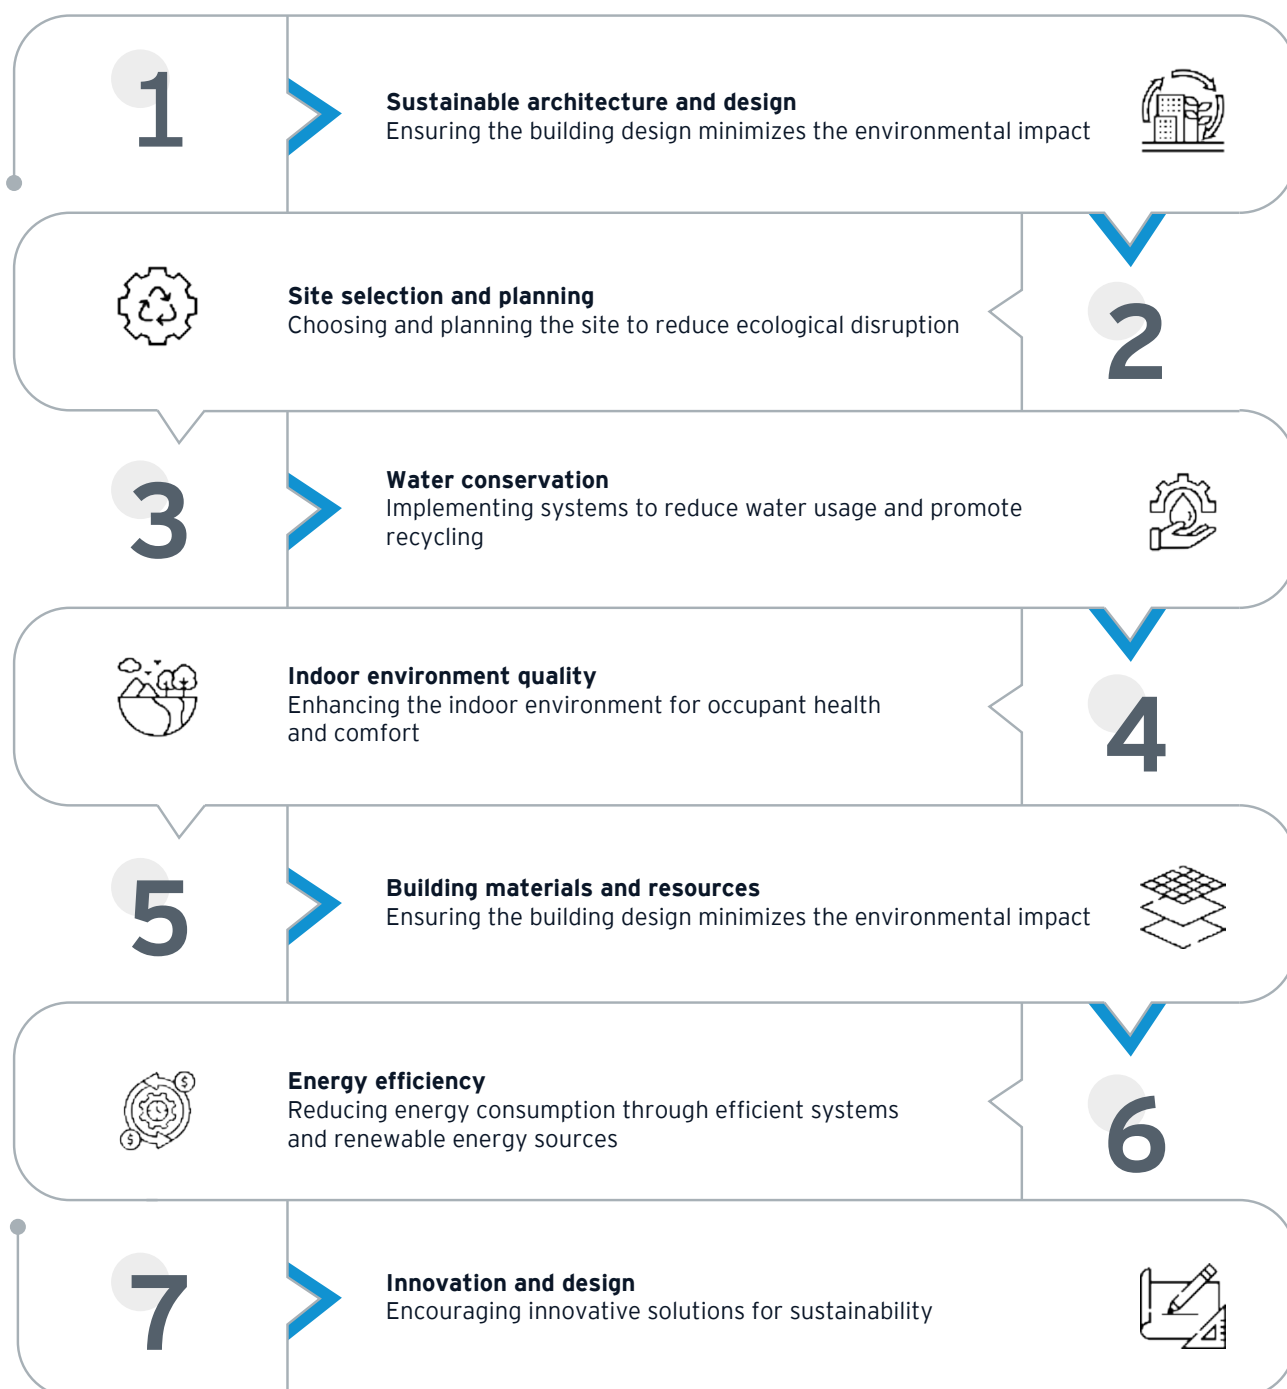 1
Sustainable architecture and design
Ensuring the building design minimizes the environmental impact
Site selection and planning
Choosing and planning the site to reduce ecological disruption
2
3
Water conservation
Implementing systems to reduce water usage and promote
recycling
Indoor environment quality
Enhancing the indoor environment for occupant health
and comfort
4
5
Building materials and resources
Ensuring the building design minimizes the environmental impact
Energy efficiency
Reducing energy consumption through efficient systems
and renewable energy sources
6
7
Innovation and design
Encouraging innovative solutions for sustainability